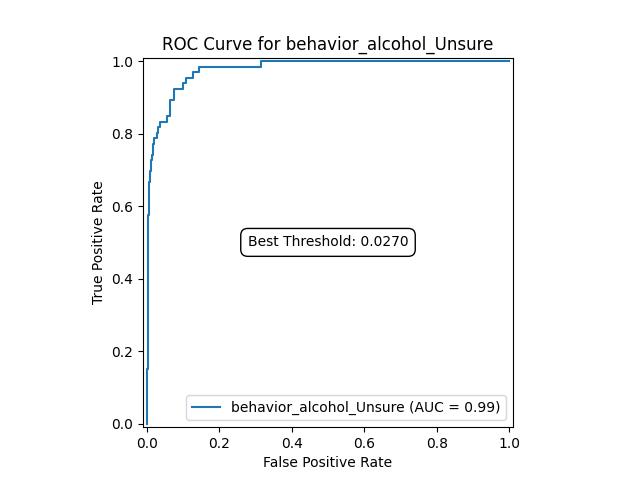 ROC Curve for behavior_alcohol_Unsure
1.0
0.8
0.6
0.4
0.2
0.0
True Positive Rate
Best Threshold: 0.0270
behavior_alcohol_Unsure (AUC = 0.99)
0.0 0.2 0.4 0.6 0.8 1.0
False Positive Rate